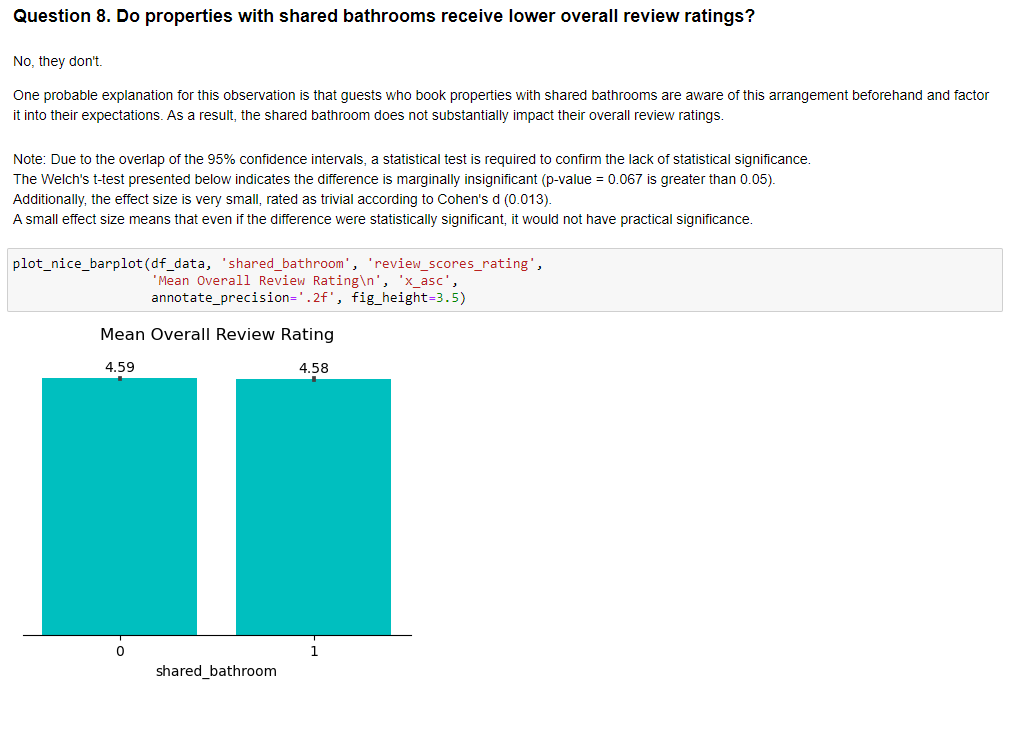 Question 8. Do properties with shared bathrooms receive lower overall review ratings?
No, they don't.
One probable explanation for this observation is that guests who book properties with shared bathrooms are aware of this arrangement beforehand and factor
it into their expectations. As a result, the shared bathroom does not substantially impact their overall review ratings.
Note: Due to the overlap of the 95% confidence intervals, a statistical test is required to confirm the lack of statistical significance.
The Welch's t-test presented below indicates the difference is marginally insignificant (p-value = 0.067 is greater than 0.05).
Additionally, the effect size is very small, rated as trivial according to Cohen's d (0.013).
A small effect size means that even if the difference were statistically significant, it would not have practical significance.
plot_nice_barplot(df_data, 'shared_bathroom', 'review_scores_rating',
'Mean Overall Review Rating\n', 'x_asc',
annotate_precision='.2f', fig_height=3.5)
Mean Overall Review Rating
4.59 4.58
0 1
shared_bathroom